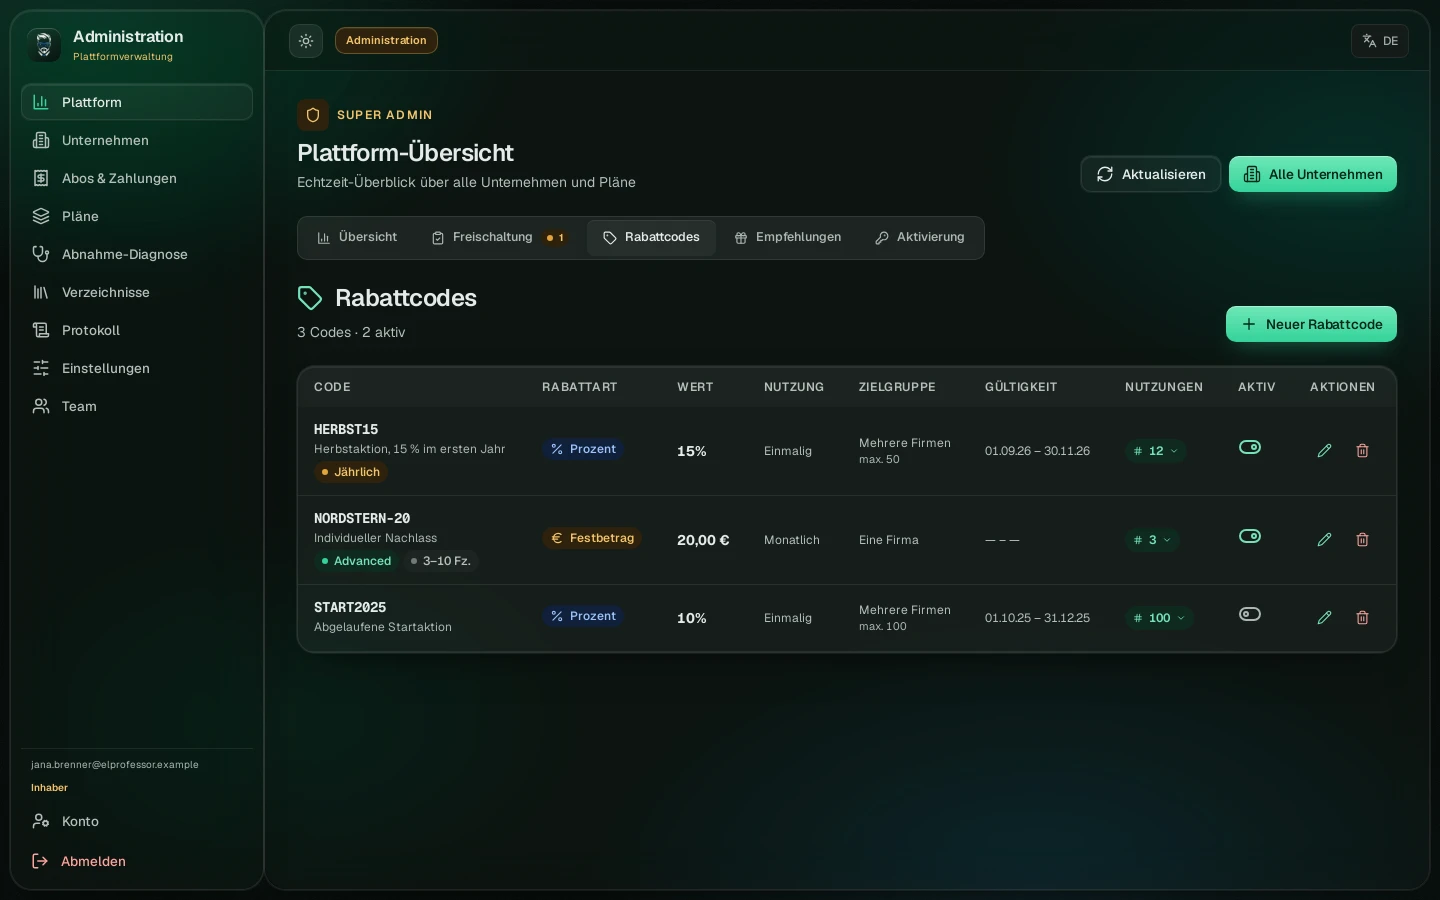 Administration
Plattformverwaltung
Plattform
Unternehmen
Abos & Zahlungen
Pläne
Abnahme-Diagnose
Verzeichnisse
Protokoll
Einstellungen
Team
jana.brenner@elprofessor.example
Inhaber
Konto
Abmelden
Administration
DE
SUPER ADMIN
Plattform-Übersicht
Echtzeit-Überblick über alle Unternehmen und Pläne
Aktualisieren
Alle Unternehmen
Übersicht
Freischaltung 1
Rabattcodes
Empfehlungen
Aktivierung
Rabattcodes
3 Codes · 2 aktiv
Neuer Rabattcode
CODE RABATTART WERT NUTZUNG ZIELGRUPPE GÜLTIGKEIT NUTZUNGEN AKTIV AKTIONEN
HERBST15
Herbstaktion, 15 % im ersten Jahr
Jährlich
Prozent
15%
Einmalig
Mehrere Firmen
max. 50
01.09.26 – 30.11.26
# 12
NORDSTERN-20
Individueller Nachlass
Advanced 3–10 Fz.
€ Festbetrag
20,00 €
Monatlich
Eine Firma
— – —
# 3
START2025
Abgelaufene Startaktion
Prozent
10%
Einmalig
Mehrere Firmen
max. 100
01.10.25 – 31.12.25
# 100